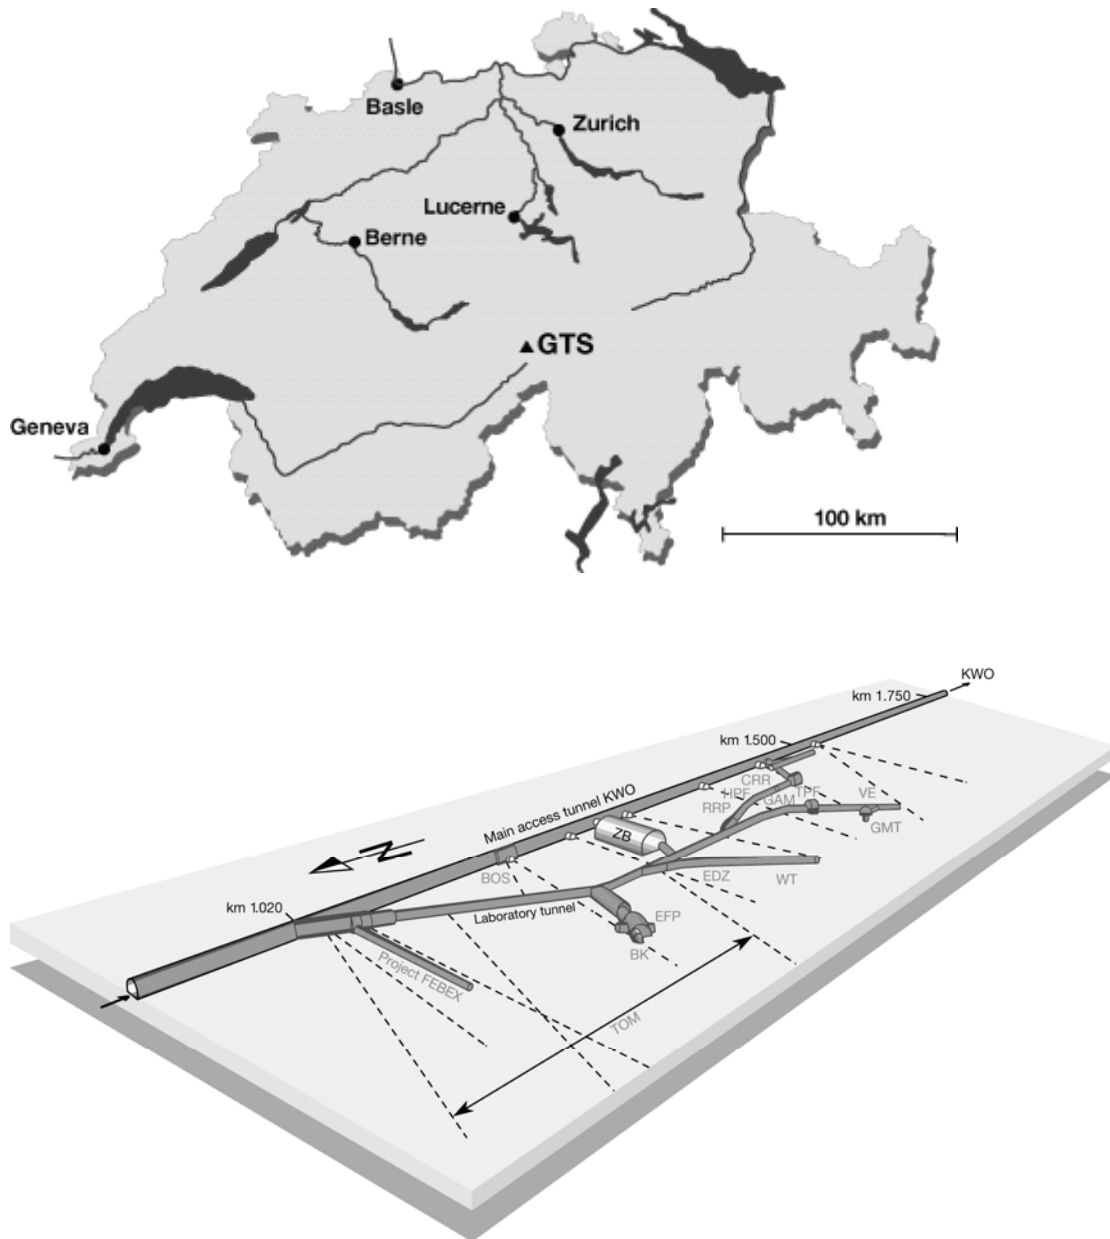 Basle
Zurich
Lucerne
Berne
GTS
Geneva
100 km
KWO
km 1.750
km 1.500
CRR
HPF
GAM
TPF
VE
RRP
GMT
Main access tunnel KWO
ZB
N
BOS
EDZ
WT
km 1.020
Laboratory tunnel
EFP
BK
Project FEBEX
TOM